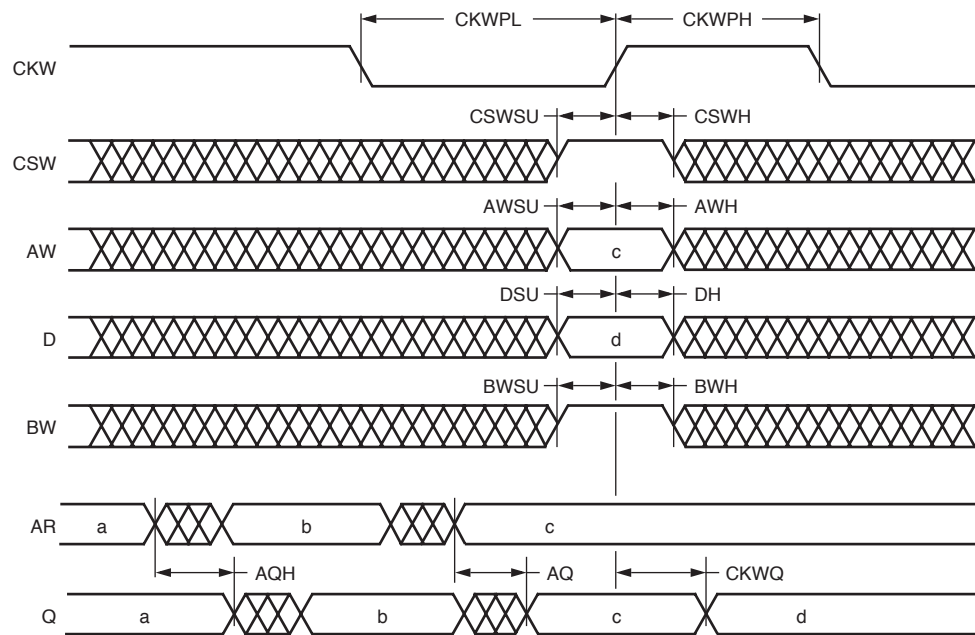 CKWPL CKWPH
CKW
CSWSU CSWH
CSW
AWSU AWH
AW c
DSU DH
D d
BWSU BWH
BW
AR a b c
AQH AQ CKWQ
Q a b c d